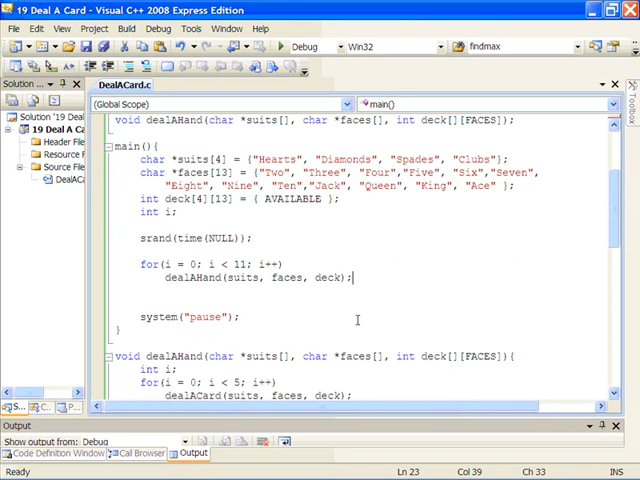 19 Deal A Card - Visual C++ 2008 Express Edition
File Edit View Project Build Debug Tools Window Help
Debug Win32 findmax
Solution ... DealACard.c
(Global Scope) main()
Solution '19 Deal
19 Deal A Ca
Header File
Resource F
Source File
DealAC
void dealAHand(char *suits[], char *faces[], int deck[][FACES]);
main(){
char *suits[4] = {"Hearts", "Diamonds", "Spades", "Clubs"};
char *faces[13] = {"Two", "Three", "Four","Five", "Six","Seven",
"Eight", "Nine", "Ten","Jack", "Queen", "King", "Ace" };
int deck[4][13] = { AVAILABLE };
int i;
srand(time(NULL));
for(i = 0; i < 11; i++)
dealAHand(suits, faces, deck);
system("pause");
}
void dealAHand(char *suits[], char *faces[], int deck[][FACES]){
int i;
for(i = 0; i < 5; i++)
dealACard(suits, faces, deck);
S... C... P...
Toolbox
Output
Show output from: Debug
Code Definition Window Call Browser Output
Ready Ln 23 Col 39 Ch 33 INS